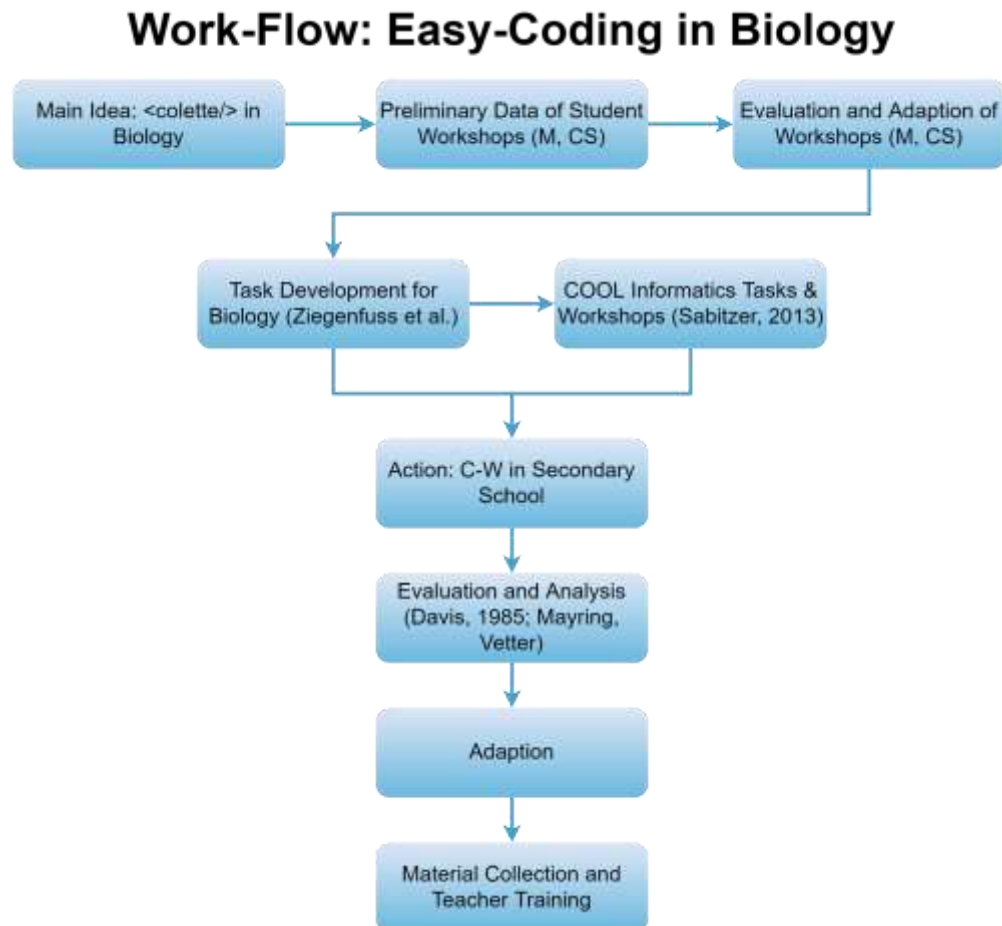 Work-Flow: Easy-Coding in Biology
Main Idea: <colette/> in
Biology
Preliminary Data of Student
Workshops (M, CS)
Evaluation and Adaption of
Workshops (M, CS)
Task Development for
Biology (Ziegenfuss et al.)
COOL Informatics Tasks &
Workshops (Sabitzer, 2013)
Action: C-W in Secondary
School
Evaluation and Analysis
(Davis, 1985; Mayring,
Vetter)
Adaption
Material Collection and
Teacher Training